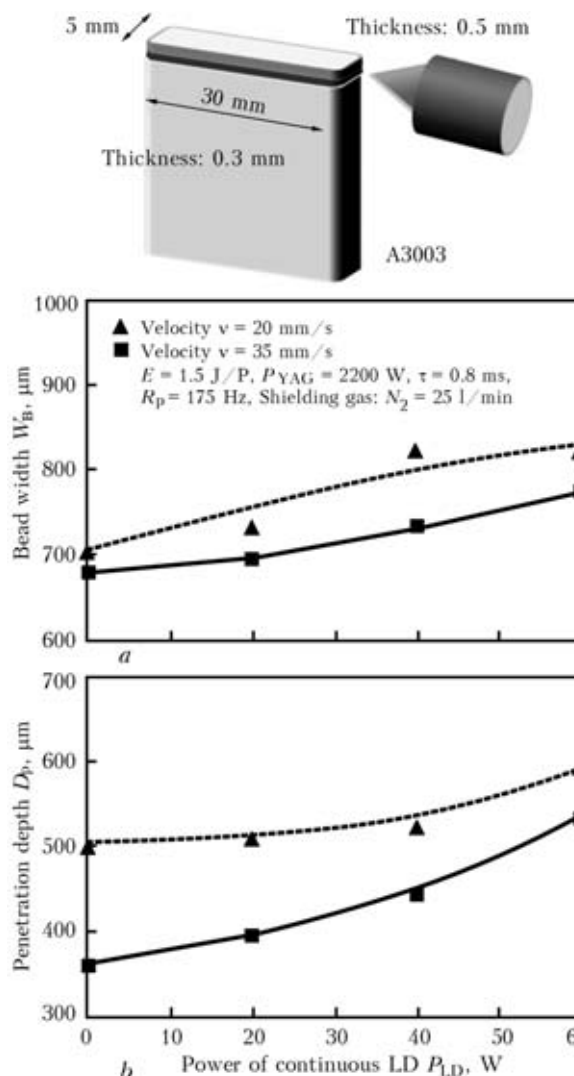 5 mm
Thickness: 0.5 mm
30 mm
Thickness: 0.3 mm
A3003
1000
900
800
700
600
Bead width W_B, μm
▲ Velocity v = 20 mm/s
■ Velocity v = 35 mm/s
E = 1.5 J/P, P_YAG = 2200 W, τ = 0.8 ms,
R_p = 175 Hz, Shielding gas: N_2 = 25 l/min
a
700
600
500
400
300
Penetration depth D_p, μm
0 10 20 30 40 50 6
b Power of continuous LD P_LD, W